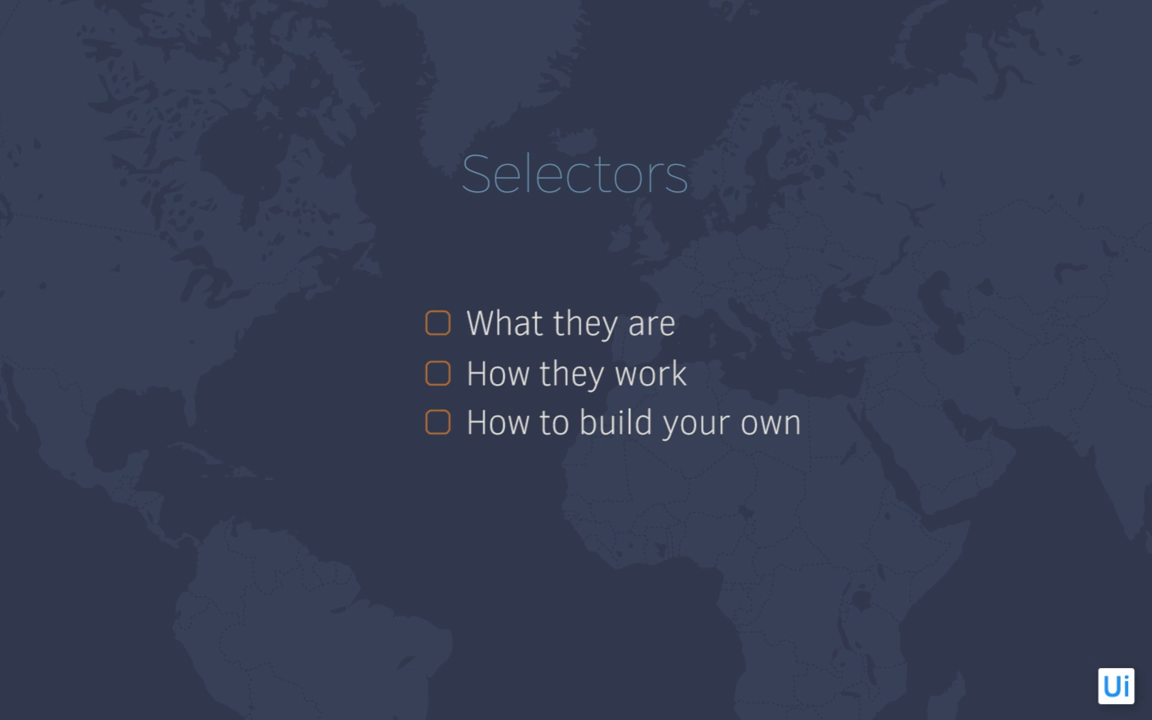 Selectors
What they are
How they work
How to build your own
Ui